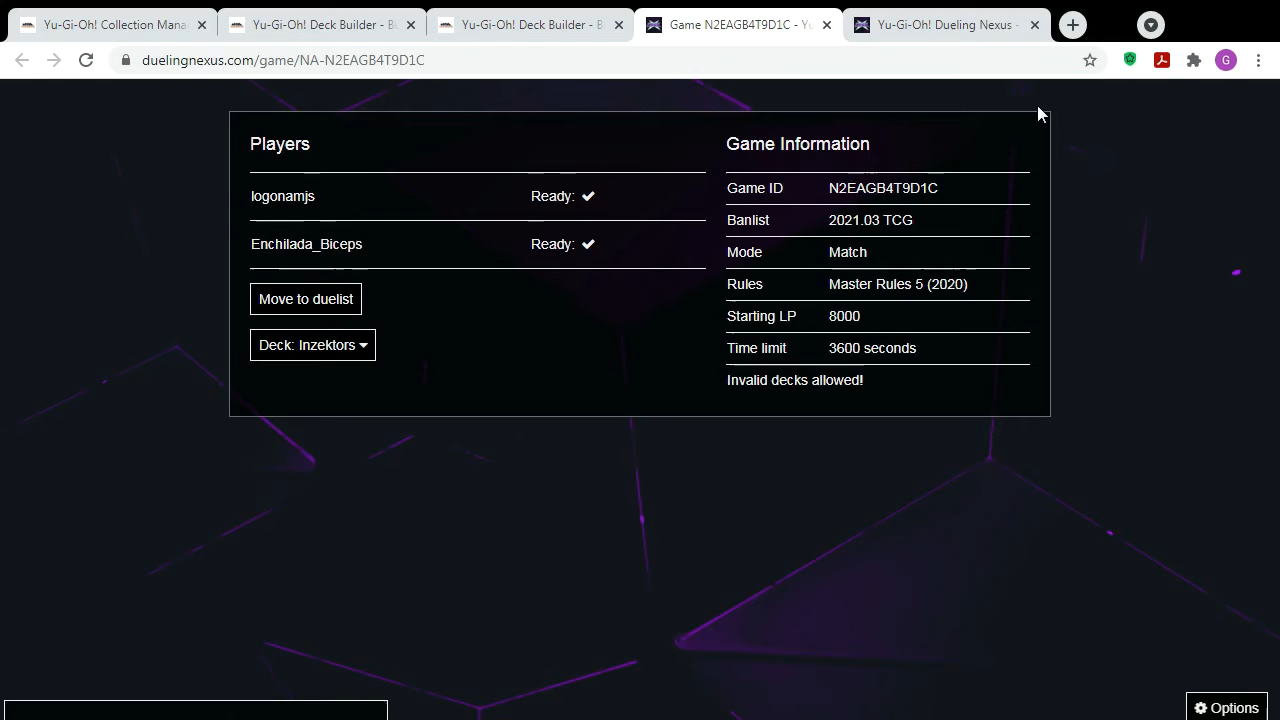 Yu-Gi-Oh! Collection Mana
Yu-Gi-Oh! Deck Builder - B
Yu-Gi-Oh! Deck Builder - B
Game N2EAGB4T9D1C - Yu
Yu-Gi-Oh! Dueling Nexus -
duelingnexus.com/game/NA-N2EAGB4T9D1C
G
Players
logonamjs Ready: ✔
Enchilada_Biceps Ready: ✔
Move to duelist
Deck: Inzektors
Game Information
Game ID N2EAGB4T9D1C
Banlist 2021.03 TCG
Mode Match
Rules Master Rules 5 (2020)
Starting LP 8000
Time limit 3600 seconds
Invalid decks allowed!
Options